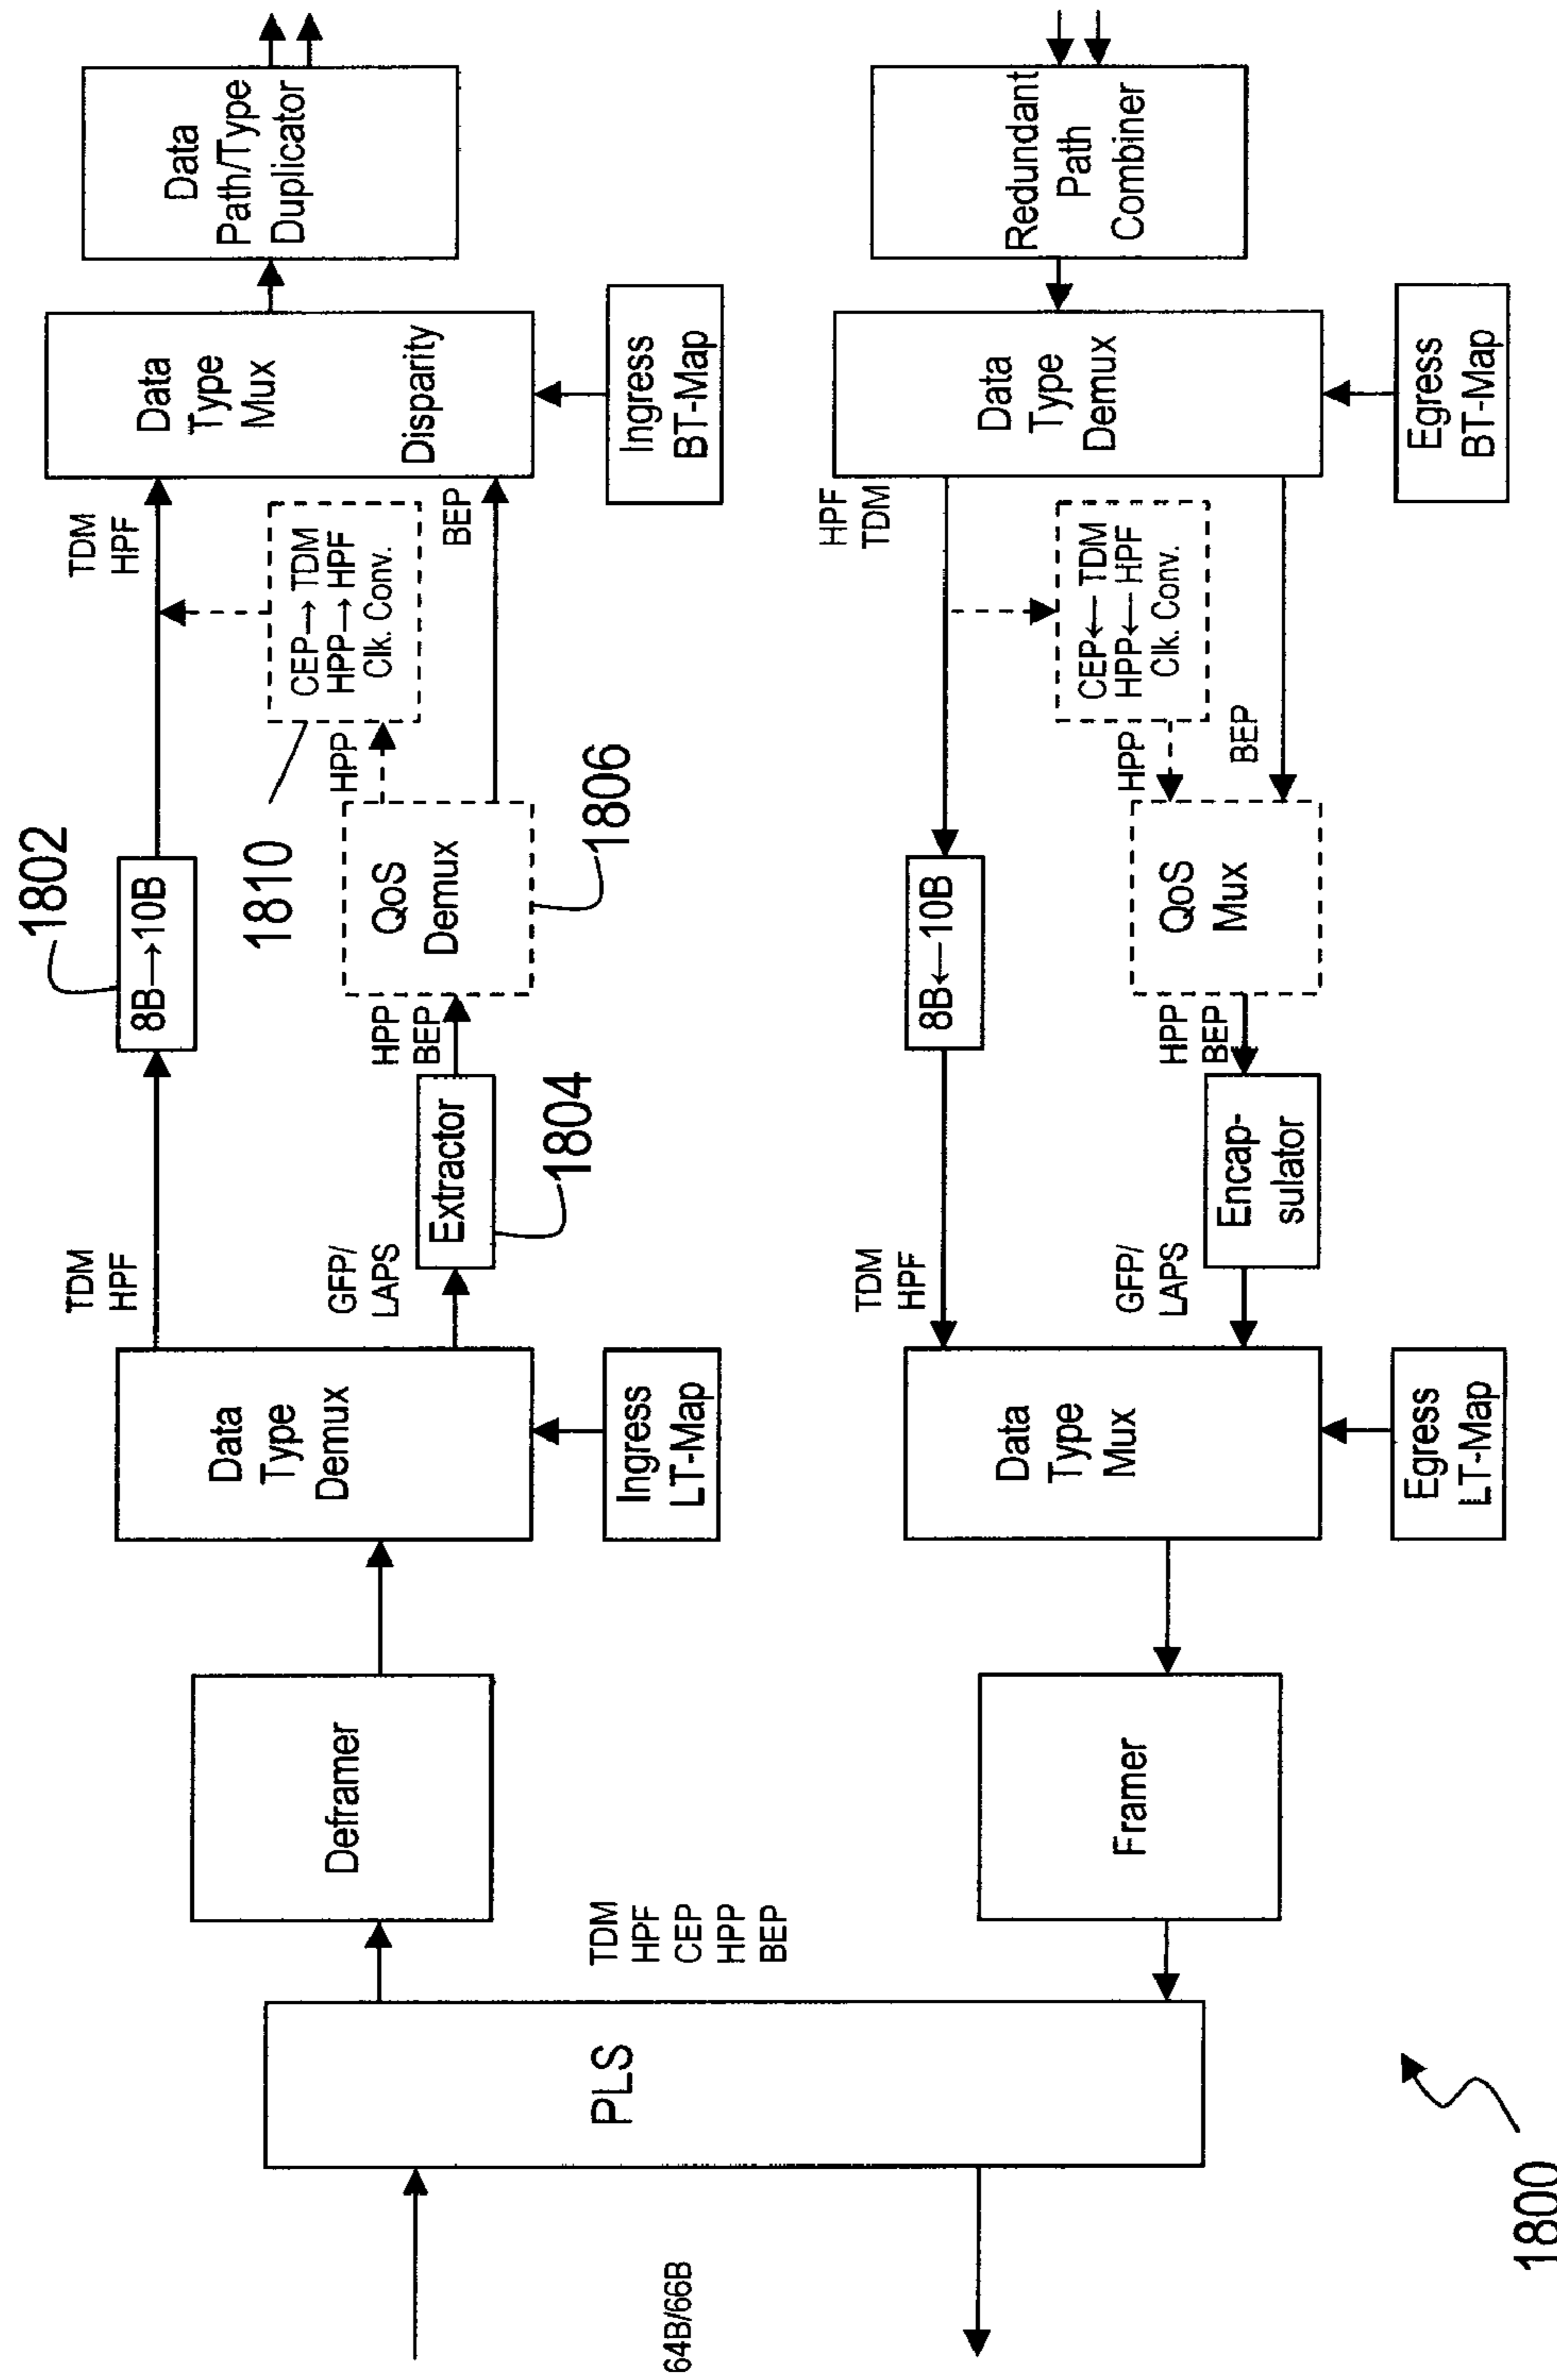 64B/66B
PLS
TDM
HPF
CEP
HPP
BEP
Deframer
Data
Type
Demux
Ingress
LT-Map
TDM
HPF
GFP/
LAPS
8B→10B
1802
Extractor
1804
HPP
BEP
QoS
Demux
1806
HPP
1810
CEP→TDM
HPP→HPF
Clk. Conv.
TDM
HPF
BEP
Data
Type
Mux
Disparity
Ingress
BT-Map
Data
Path/Type
Duplicator
Framer
Data
Type
Mux
Egress
LT-Map
TDM
HPF
GFP/
LAPS
8B←10B
Encap-
sulator
HPP
BEP
QoS
Mux
HPP
BEP
CEP←TDM
HPP←HPF
Clk. Conv.
HPF
TDM
Data
Type
Demux
Egress
BT-Map
Redundant
Path
Combiner
1800